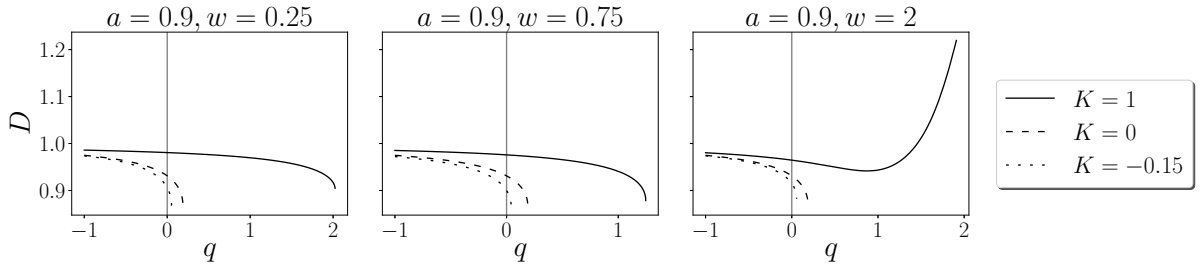 a = 0.9, w = 0.25
a = 0.9, w = 0.75
a = 0.9, w = 2
D
1.2
1.1
1.0
0.9
−1 0 1 2
q
−1 0 1
q
−1 0 1 2
q
K = 1
K = 0
K = −0.15